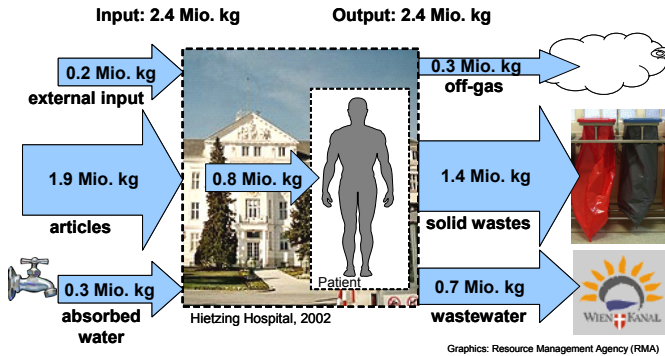 Input: 2.4 Mio. kg
Output: 2.4 Mio. kg
0.2 Mio. kg
external input
0.3 Mio. kg
off-gas
1.9 Mio. kg
articles
0.8 Mio. kg
1.4 Mio. kg
solid wastes
0.3 Mio. kg
absorbed
water
Patient
Hietzing Hospital, 2002
0.7 Mio. kg
wastewater
WIEN KANAL
Graphics: Resource Management Agency (RMA)